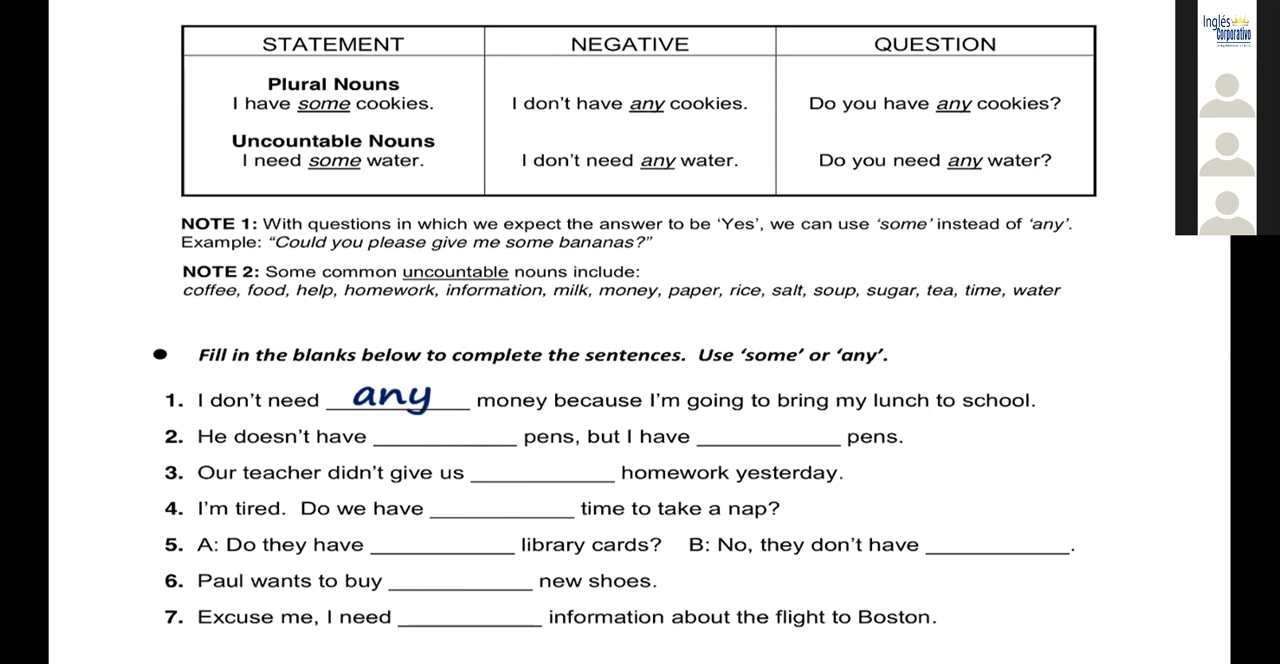 STATEMENT NEGATIVE QUESTION
Plural Nouns
I have some cookies. I don't have any cookies. Do you have any cookies?
Uncountable Nouns
I need some water. I don't need any water. Do you need any water?
NOTE 1: With questions in which we expect the answer to be 'Yes', we can use 'some' instead of 'any'.
Example: "Could you please give me some bananas?"
NOTE 2: Some common uncountable nouns include:
coffee, food, help, homework, information, milk, money, paper, rice, salt, soup, sugar, tea, time, water
● Fill in the blanks below to complete the sentences. Use 'some' or 'any'.
1. I don't need any money because I'm going to bring my lunch to school.
2. He doesn't have ____________ pens, but I have ____________ pens.
3. Our teacher didn't give us ____________ homework yesterday.
4. I'm tired. Do we have ____________ time to take a nap?
5. A: Do they have ____________ library cards? B: No, they don't have ____________.
6. Paul wants to buy ____________ new shoes.
7. Excuse me, I need ____________ information about the flight to Boston.
Inglés
Corporativo